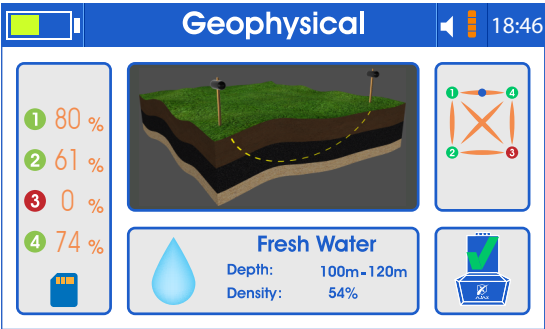 Geophysical
18:46
1 80 %
2 61 %
3 0 %
4 74 %
1 4
2 3
Fresh Water
Depth: 100m-120m
Density: 54%
AJAX